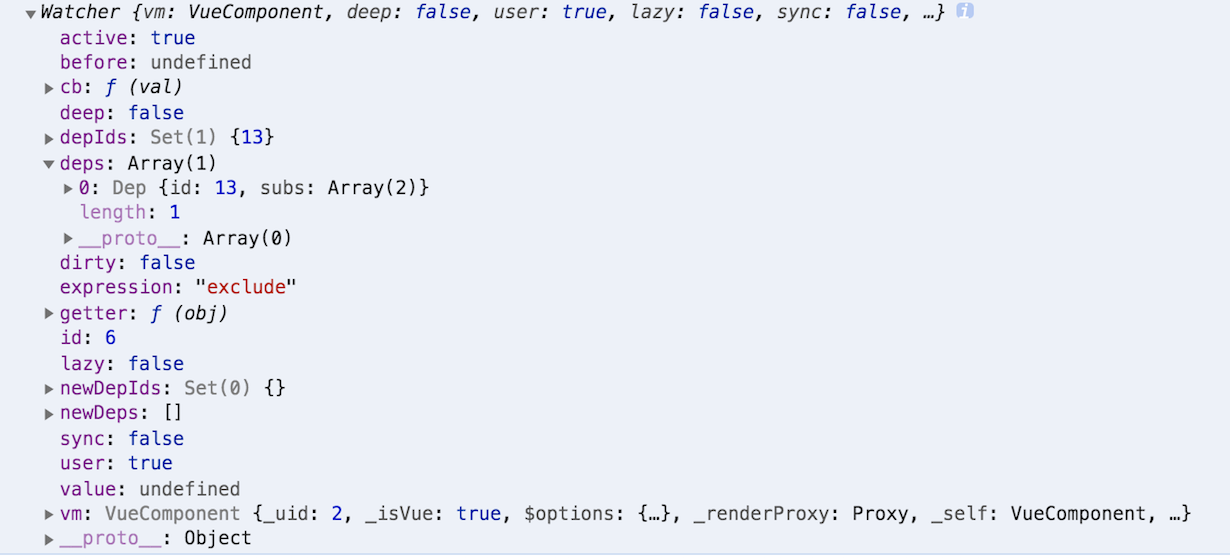 Watcher {vm: VueComponent, deep: false, user: true, lazy: false, sync: false, …} i
active: true
before: undefined
cb: ƒ (val)
deep: false
depIds: Set(1) {13}
deps: Array(1)
0: Dep {id: 13, subs: Array(2)}
length: 1
__proto__: Array(0)
dirty: false
expression: "exclude"
getter: ƒ (obj)
id: 6
lazy: false
newDepIds: Set(0) {}
newDeps: []
sync: false
user: true
value: undefined
vm: VueComponent {_uid: 2, _isVue: true, $options: {…}, _renderProxy: Proxy, _self: VueComponent, …}
__proto__: Object